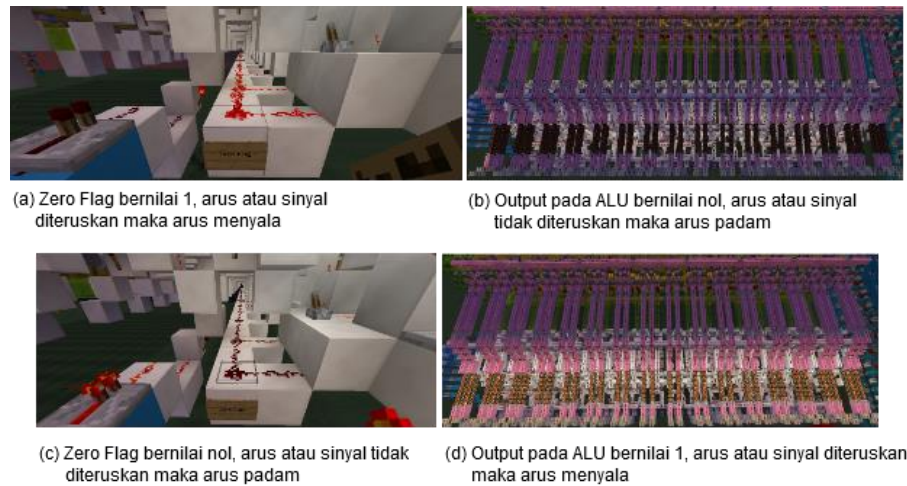 (a) Zero Flag bernilai 1, arus atau sinyal
diteruskan maka arus menyala
(b) Output pada ALU bernilai nol, arus atau sinyal
tidak diteruskan maka arus padam
(c) Zero Flag bernilai nol, arus atau sinyal tidak
diteruskan maka arus padam
(d) Output pada ALU bernilai 1, arus atau sinyal diteruskan
maka arus menyala